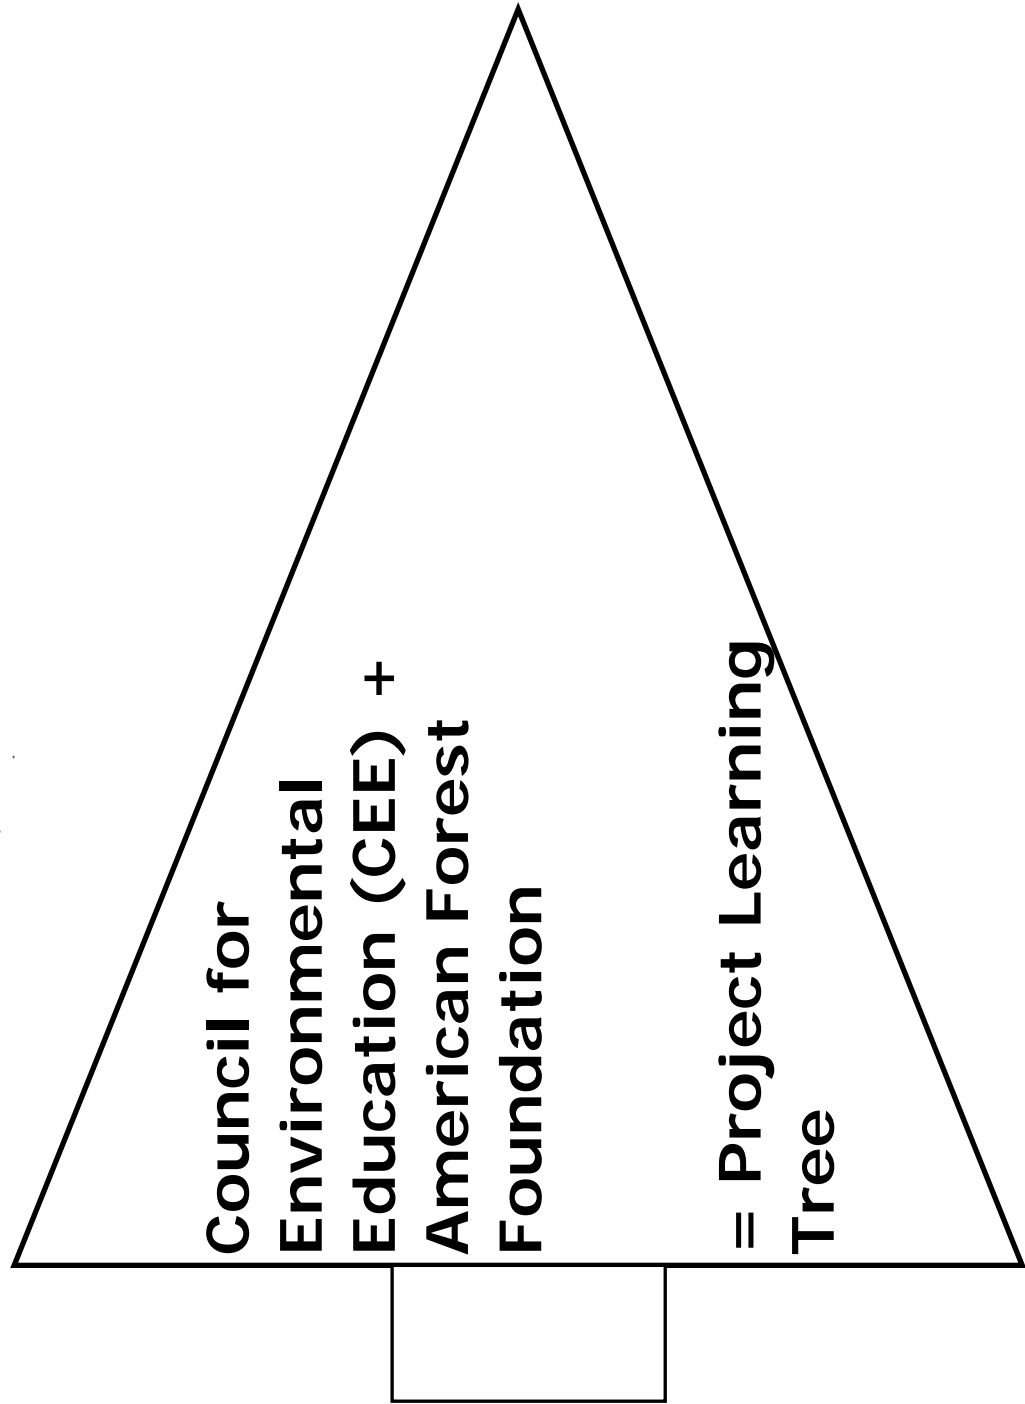 Council for
Environmental
Education (CEE) +
American Forest
Foundation
= Project Learning
Tree